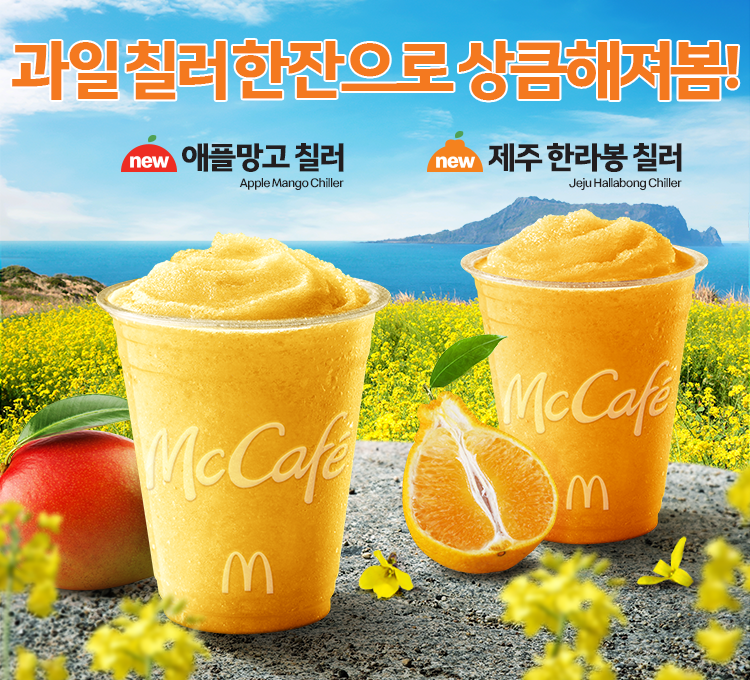 과일 칠러 한잔으로 상큼해져봄!
new 애플망고 칠러
Apple Mango Chiller
new 제주 한라봉 칠러
Jeju Hallabong Chiller
McCafé
McCafé